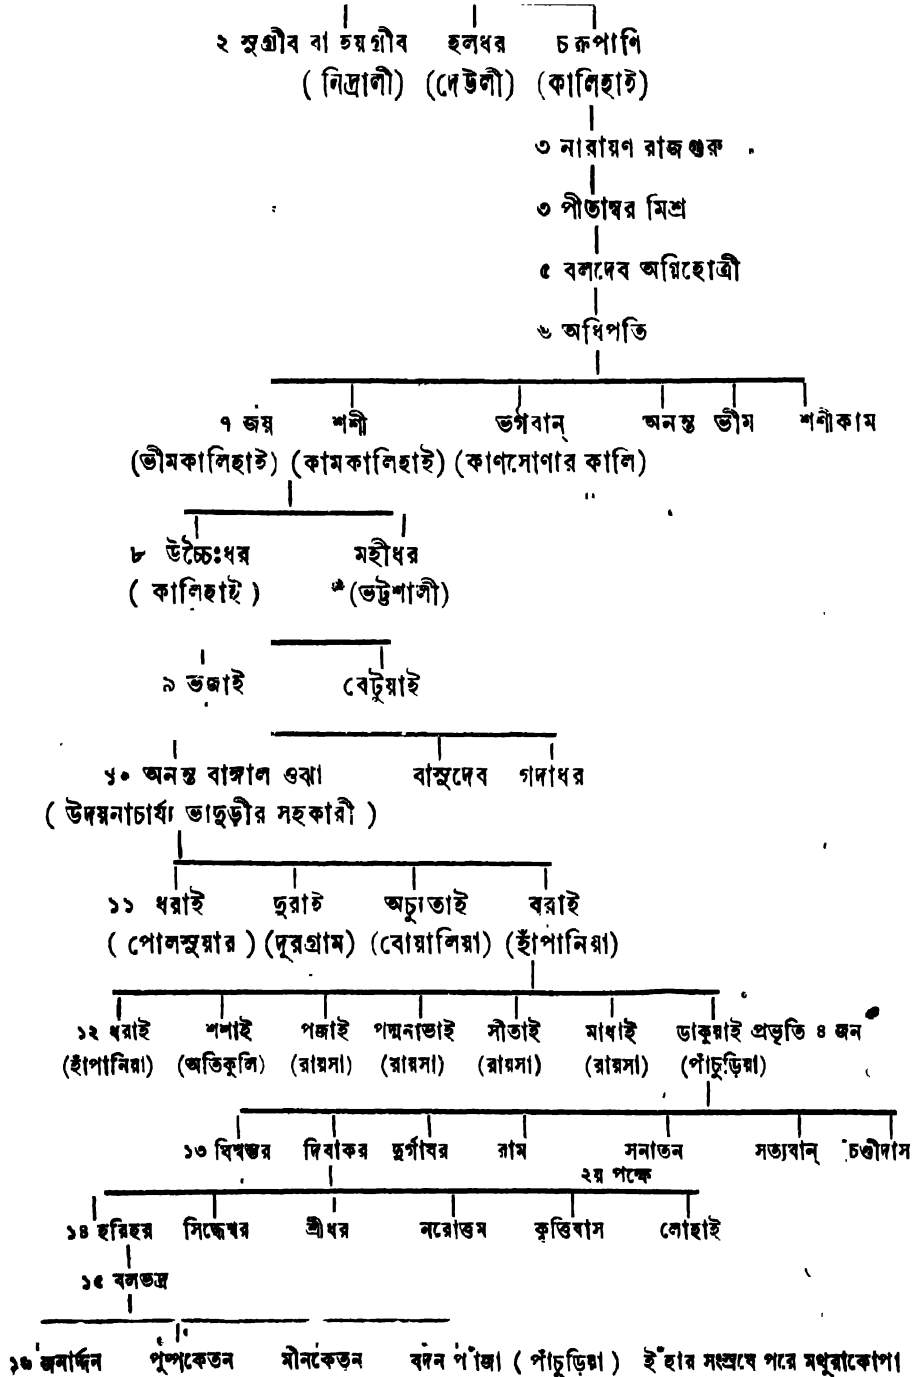 ২ সুগ্রীব বা হয়গ্রীব হলধর চক্রপাণি
( নিদ্রালী ) (দেউলী) (কালিহাই)
৩ নারায়ণ রাজগুরু
৩ পীতাম্বর মিশ্র
৫ বলদেব অগ্নিহোত্রী
৬ অধিপতি
৭ জয় শশী ভগবান্ অনন্ত ভীম শশীকাম
(ভীমকালিহাই) (কামকালিহাই) (কাণসোণার কালি)
৮ উচ্চৈঃধর মহীধর
( কালিহাই ) (ভট্টশালী)
৯ ভজাই বেটুয়াই
১০ অনন্ত বাঙ্গাল ওঝা বাসুদেব গদাধর
( উদয়নাচার্য্য ভাদুড়ীর সহকারী )
১১ ধরাই দুরাই অচ্যুতাই বরাই
( পোলসুয়ার ) (দূরগ্রাম) (বোয়ালিয়া) (হাঁপানিয়া)
১২ ধরাই শশাই পজাই পদ্মনাভাই সীতাই মাধাই ডাকুয়াই প্রভৃতি ৪ জন
(হাঁপানিয়া) (অতিকুলি) (রায়সা) (রায়সা) (রায়সা) (রায়সা) (পাঁচুড়িয়া)
১৩ বিশ্বম্ভর দিবাকর দুর্গাবর রাম সনাতন সত্যবান্ চণ্ডীদাস
২য় পক্ষে
১৪ হরিহর সিদ্ধেশ্বর শ্রীধর নরোত্তম কৃত্তিবাস লোহাই
১৫ বলভদ্র
১৬ জনার্দ্দন পুষ্পকেতন মীনকেতন বদন পাঁজা ( পাঁচুড়িয়া ) ইঁহার সংস্রবে পরে মথুরাকোপা